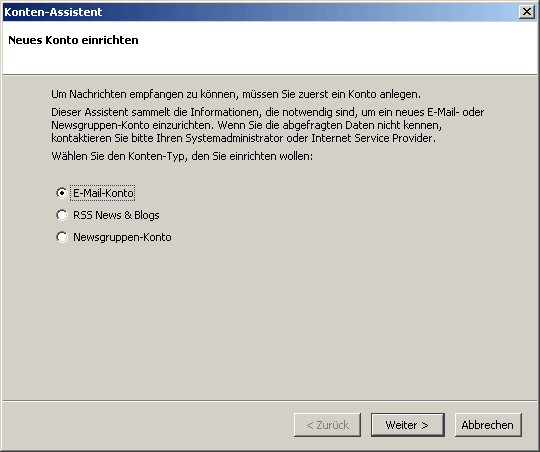 Konten-Assistent
Neues Konto einrichten
Um Nachrichten empfangen zu können, müssen Sie zuerst ein Konto anlegen.
Dieser Assistent sammelt die Informationen, die notwendig sind, um ein neues E-Mail- oder
Newsgruppen-Konto einzurichten. Wenn Sie die abgefragten Daten nicht kennen,
kontaktieren Sie bitte Ihren Systemadministrator oder Internet Service Provider.
Wählen Sie den Konten-Typ, den Sie einrichten wollen:
E-Mail-Konto
RSS News & Blogs
Newsgruppen-Konto
< Zurück Weiter > Abbrechen